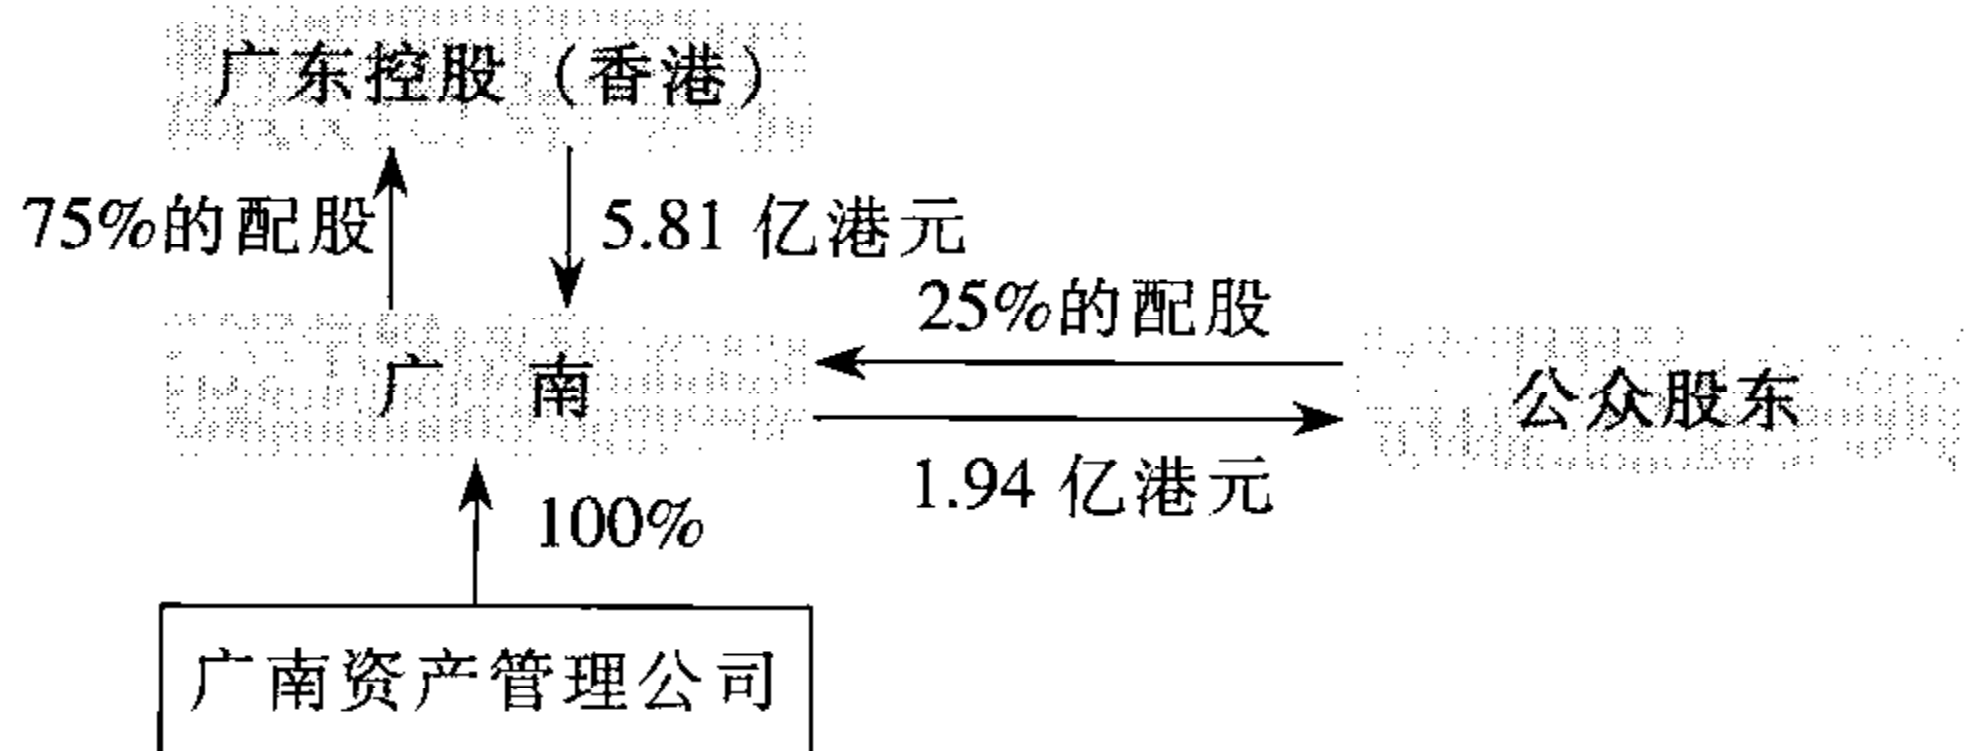 广东控股（香港）
75%的配股
5.81 亿港元
25%的配股
广 南
公众股东
1.94 亿港元
100%
广南资产管理公司